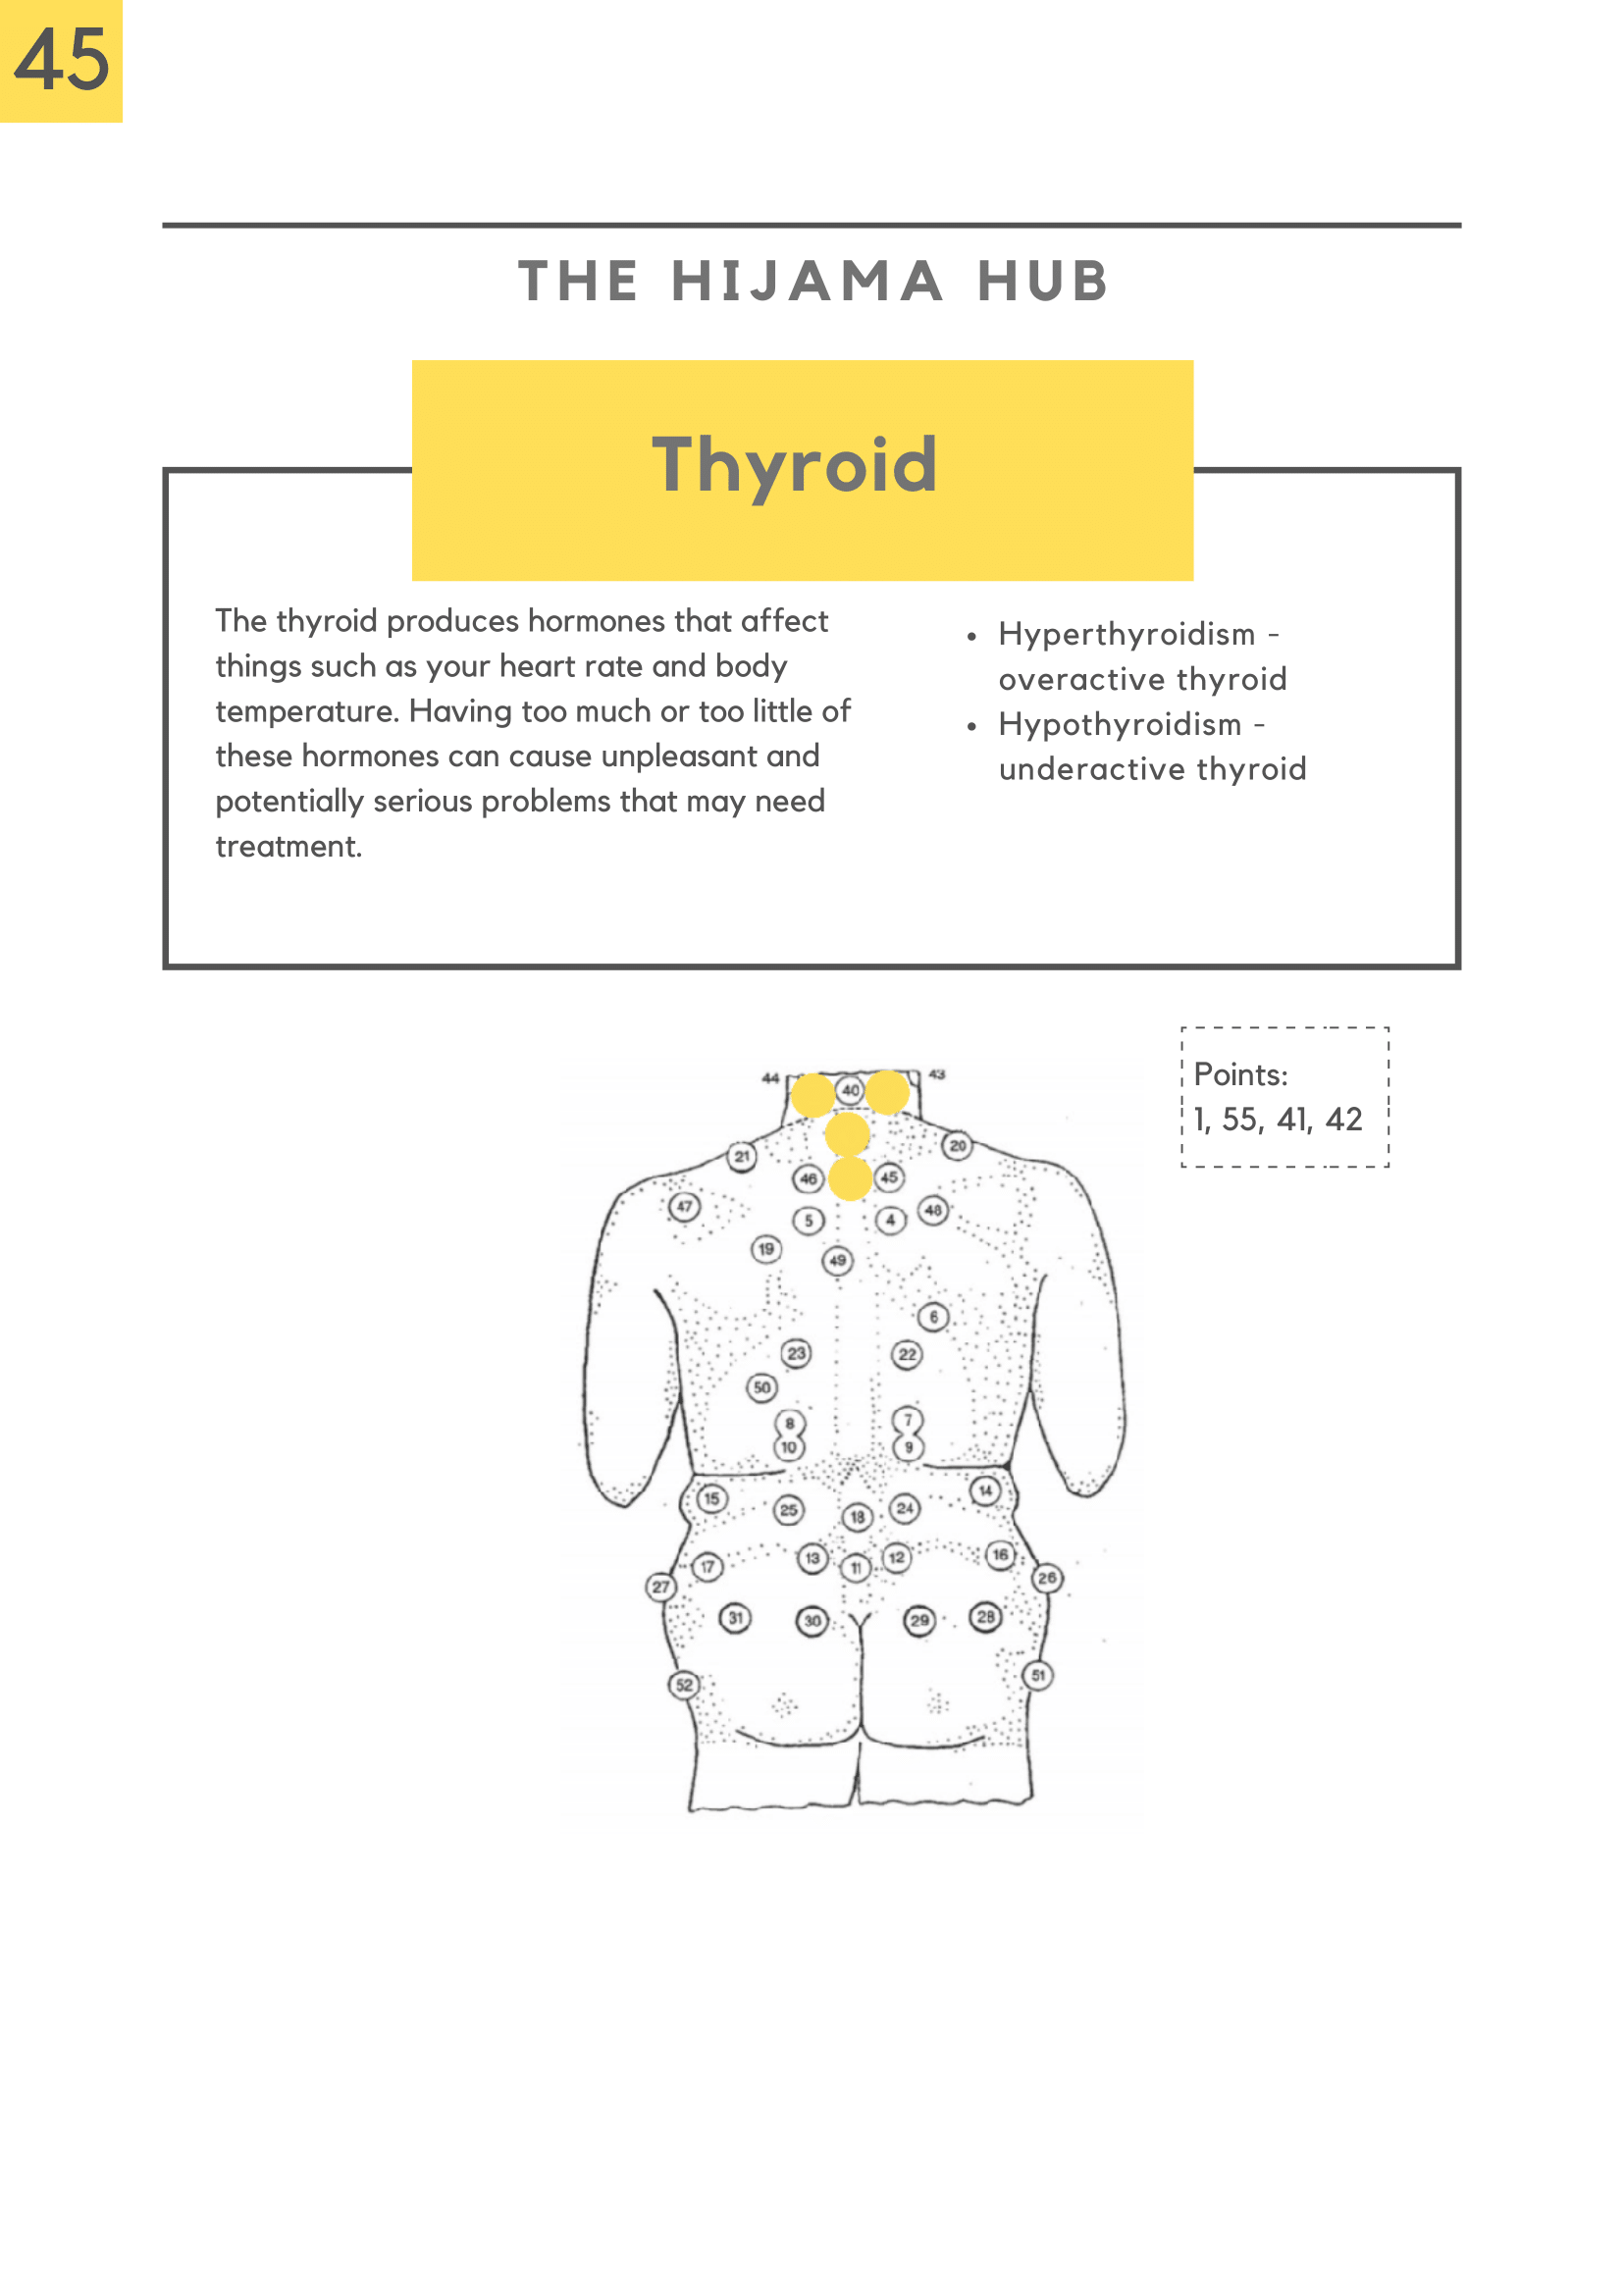 45
THE HIJAMA HUB
Thyroid
The thyroid produces hormones that affect
things such as your heart rate and body
temperature. Having too much or too little of
these hormones can cause unpleasant and
potentially serious problems that may need
treatment.
• Hyperthyroidism -
overactive thyroid
• Hypothyroidism -
underactive thyroid
Points:
1, 55, 41, 42
44 40 43
21 20
46 45
47 5 4 48
19 49
6
23 22
50
8 7
10 9
15 25 18 24 14
17 13 11 12 16
27 26
31 30 29 28
52 51